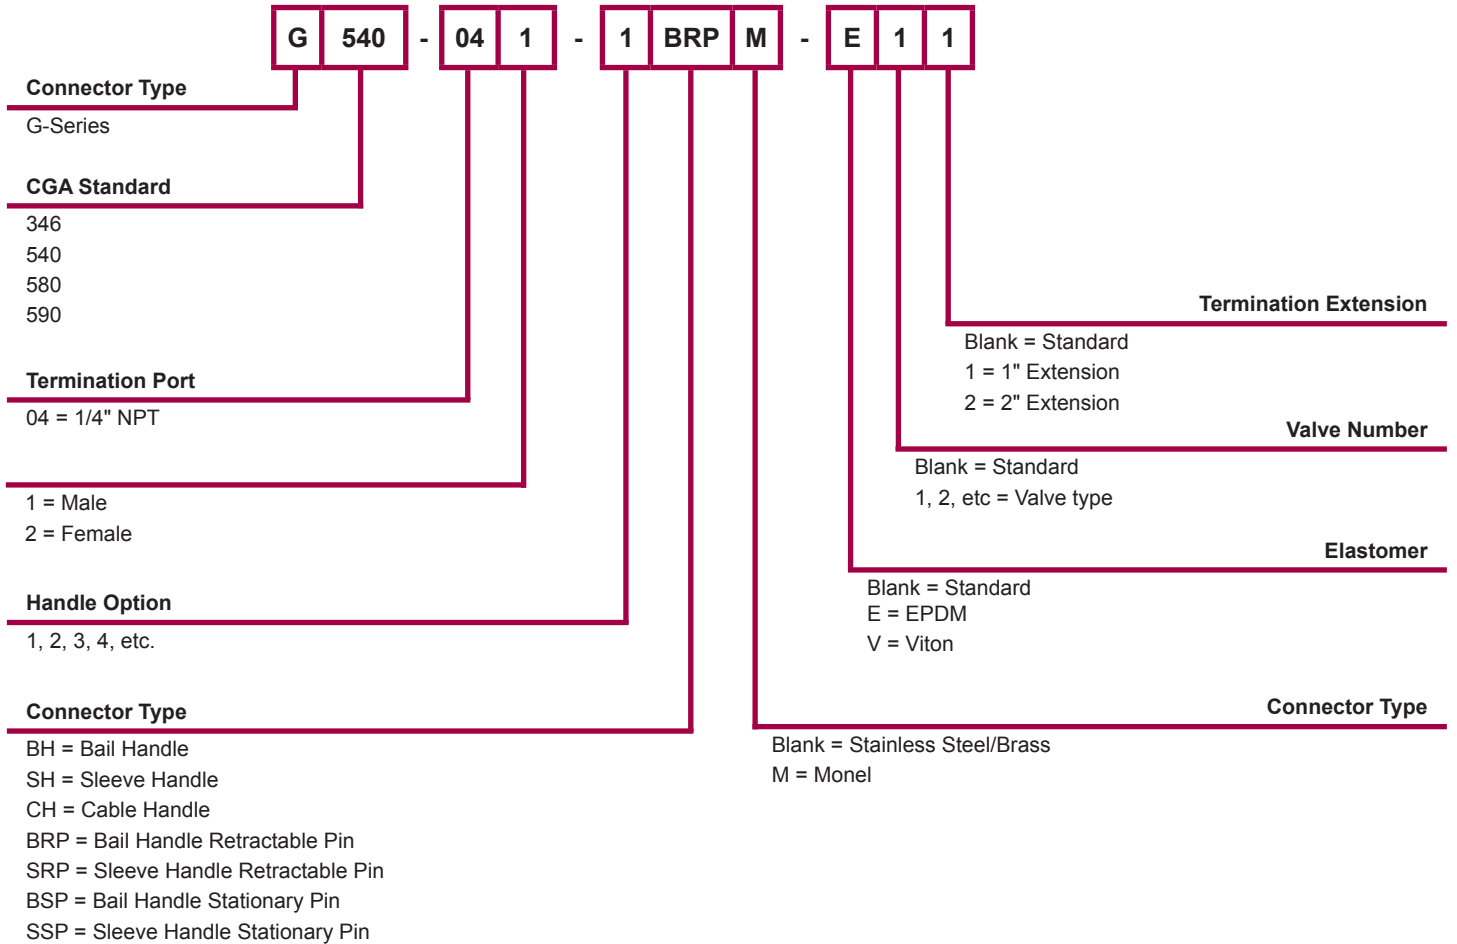 G 540 - 04 1 - 1 BRP M - E 1 1
Connector Type
G-Series
CGA Standard
346
540
580
590
Termination Port
04 = 1/4" NPT
1 = Male
2 = Female
Handle Option
1, 2, 3, 4, etc.
Connector Type
BH = Bail Handle
SH = Sleeve Handle
CH = Cable Handle
BRP = Bail Handle Retractable Pin
SRP = Sleeve Handle Retractable Pin
BSP = Bail Handle Stationary Pin
SSP = Sleeve Handle Stationary Pin
Termination Extension
Blank = Standard
1 = 1" Extension
2 = 2" Extension
Valve Number
Blank = Standard
1, 2, etc = Valve type
Elastomer
Blank = Standard
E = EPDM
V = Viton
Connector Type
Blank = Stainless Steel/Brass
M = Monel